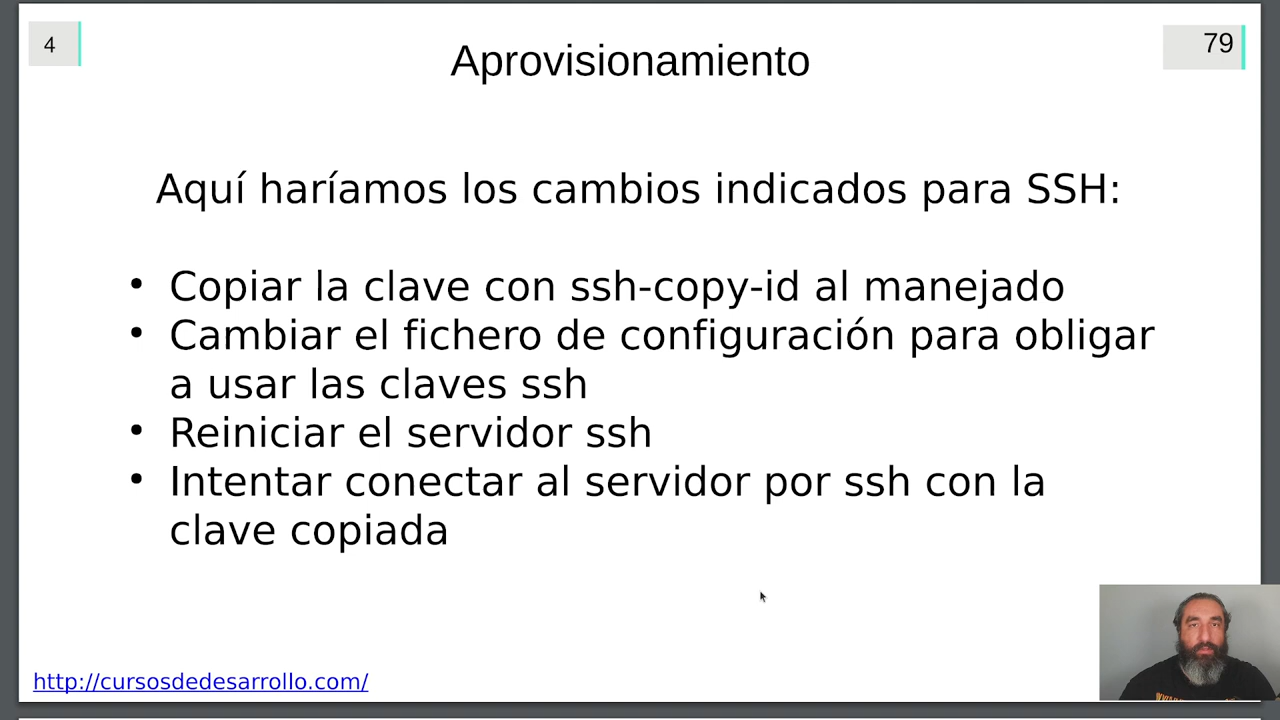 4
Aprovisionamiento
79
Aquí haríamos los cambios indicados para SSH:
• Copiar la clave con ssh-copy-id al manejado
• Cambiar el fichero de configuración para obligar
a usar las claves ssh
• Reiniciar el servidor ssh
• Intentar conectar al servidor por ssh con la
clave copiada
http://cursosdedesarrollo.com/